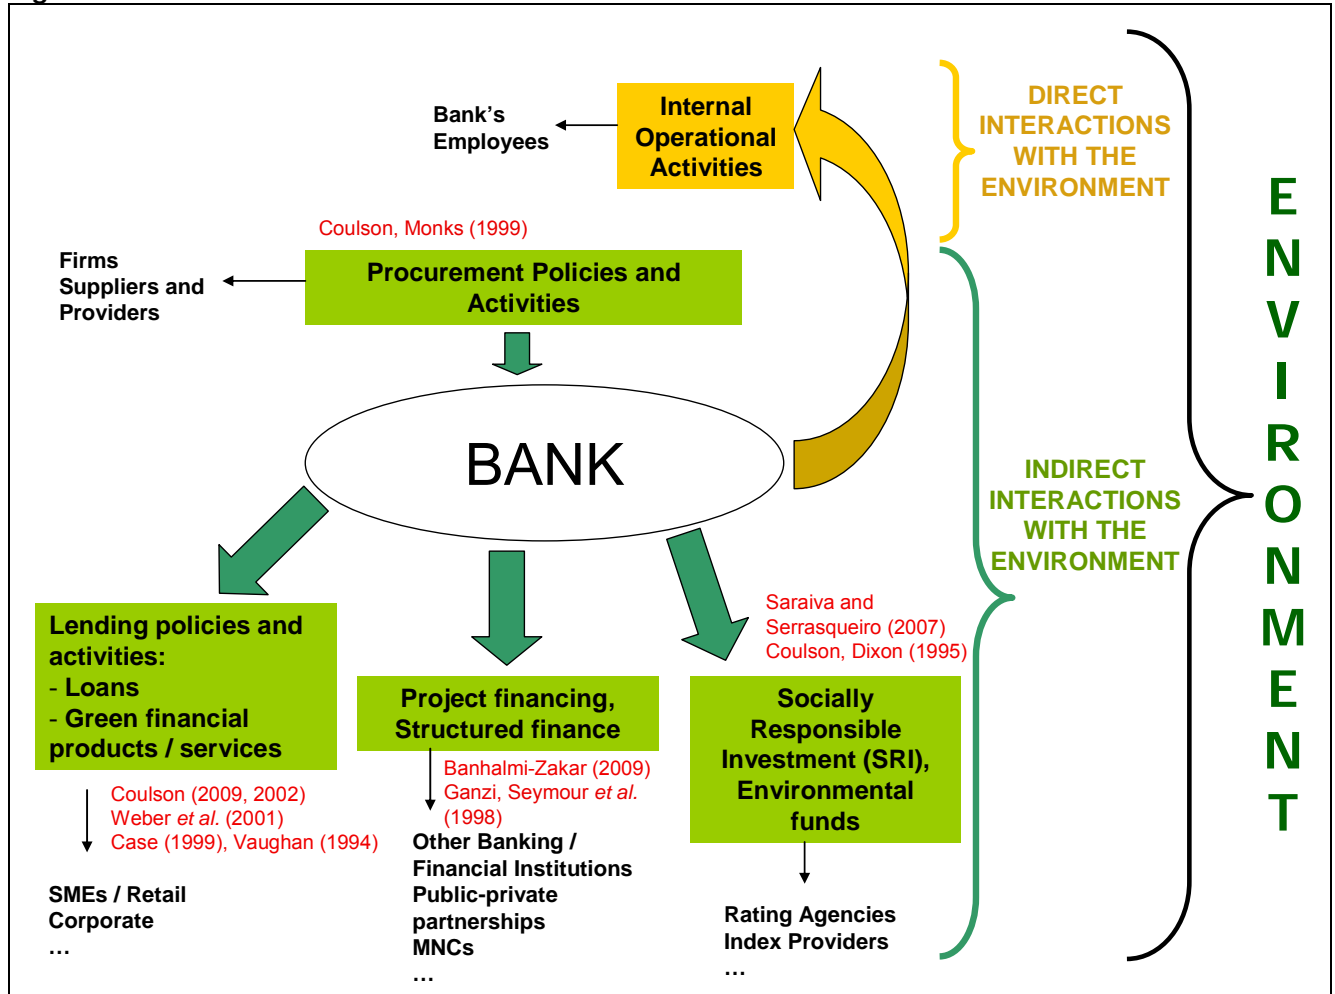 Bank's
Employees
Internal
Operational
Activities
DIRECT
INTERACTIONS
WITH THE
ENVIRONMENT
Coulson, Monks (1999)
Firms
Suppliers and
Providers
Procurement Policies and
Activities
BANK
INDIRECT
INTERACTIONS
WITH THE
ENVIRONMENT
ENVIRONMENT
Lending policies and
activities:
- Loans
- Green financial
products / services
Coulson (2009, 2002)
Weber et al. (2001)
Case (1999), Vaughan (1994)
SMEs / Retail
Corporate
…
Project financing,
Structured finance
Banhalmi-Zakar (2009)
Ganzi, Seymour et al.
(1998)
Other Banking /
Financial Institutions
Public-private
partnerships
MNCs
…
Saraiva and
Serrasqueiro (2007)
Coulson, Dixon (1995)
Socially
Responsible
Investment (SRI),
Environmental
funds
Rating Agencies
Index Providers
…